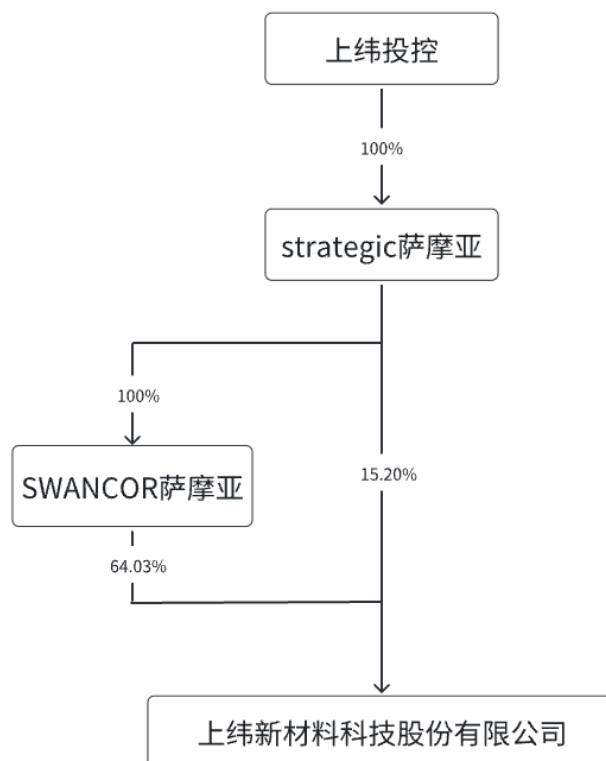 上纬投控
100%
strategic萨摩亚
100%
SWANCOR萨摩亚
15.20%
64.03%
上纬新材料科技股份有限公司